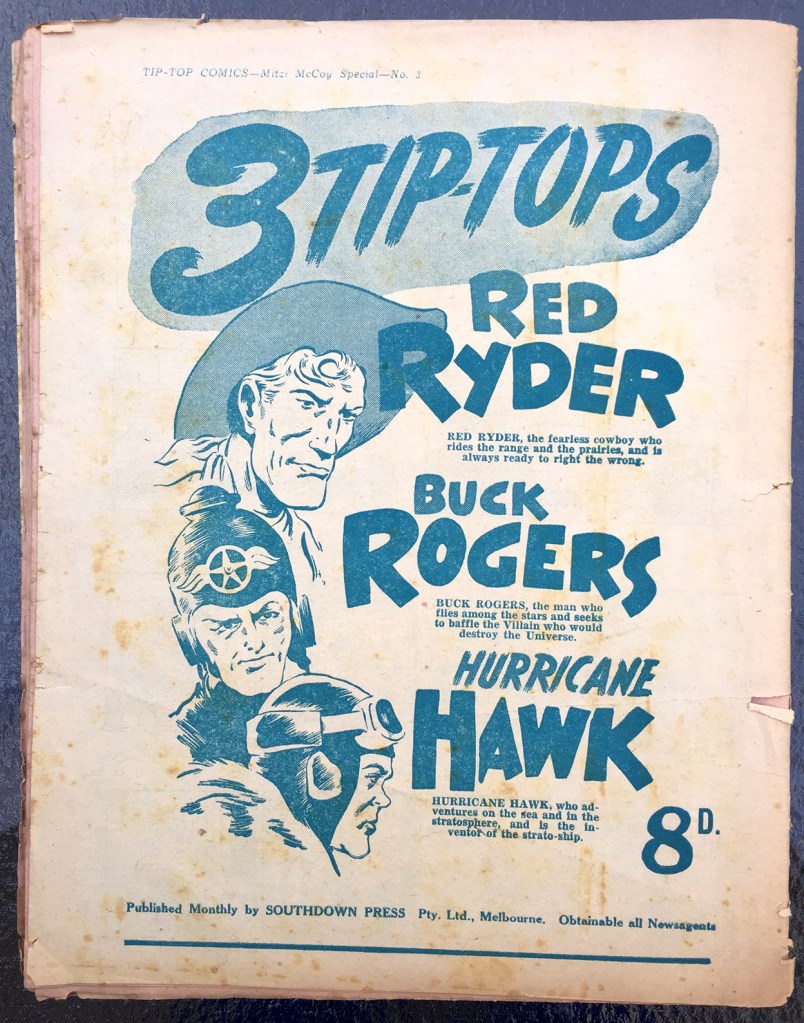 TIP-TOP COMICS—Mitzi McCoy Special—No. 3
3 TIP-TOPS
RED
RYDER
RED RYDER, the fearless cowboy who
rides the range and the prairies, and is
always ready to right the wrong.
BUCK
ROGERS
BUCK ROGERS, the man who
flies among the stars and seeks
to baffle the Villain who would
destroy the Universe.
HURRICANE
HAWK
HURRICANE HAWK, who ad-
ventures on the sea and in the
stratosphere, and is the in-
ventor of the strato-ship.
8D.
Published Monthly by SOUTHDOWN PRESS Pty. Ltd., Melbourne. Obtainable all Newsagents